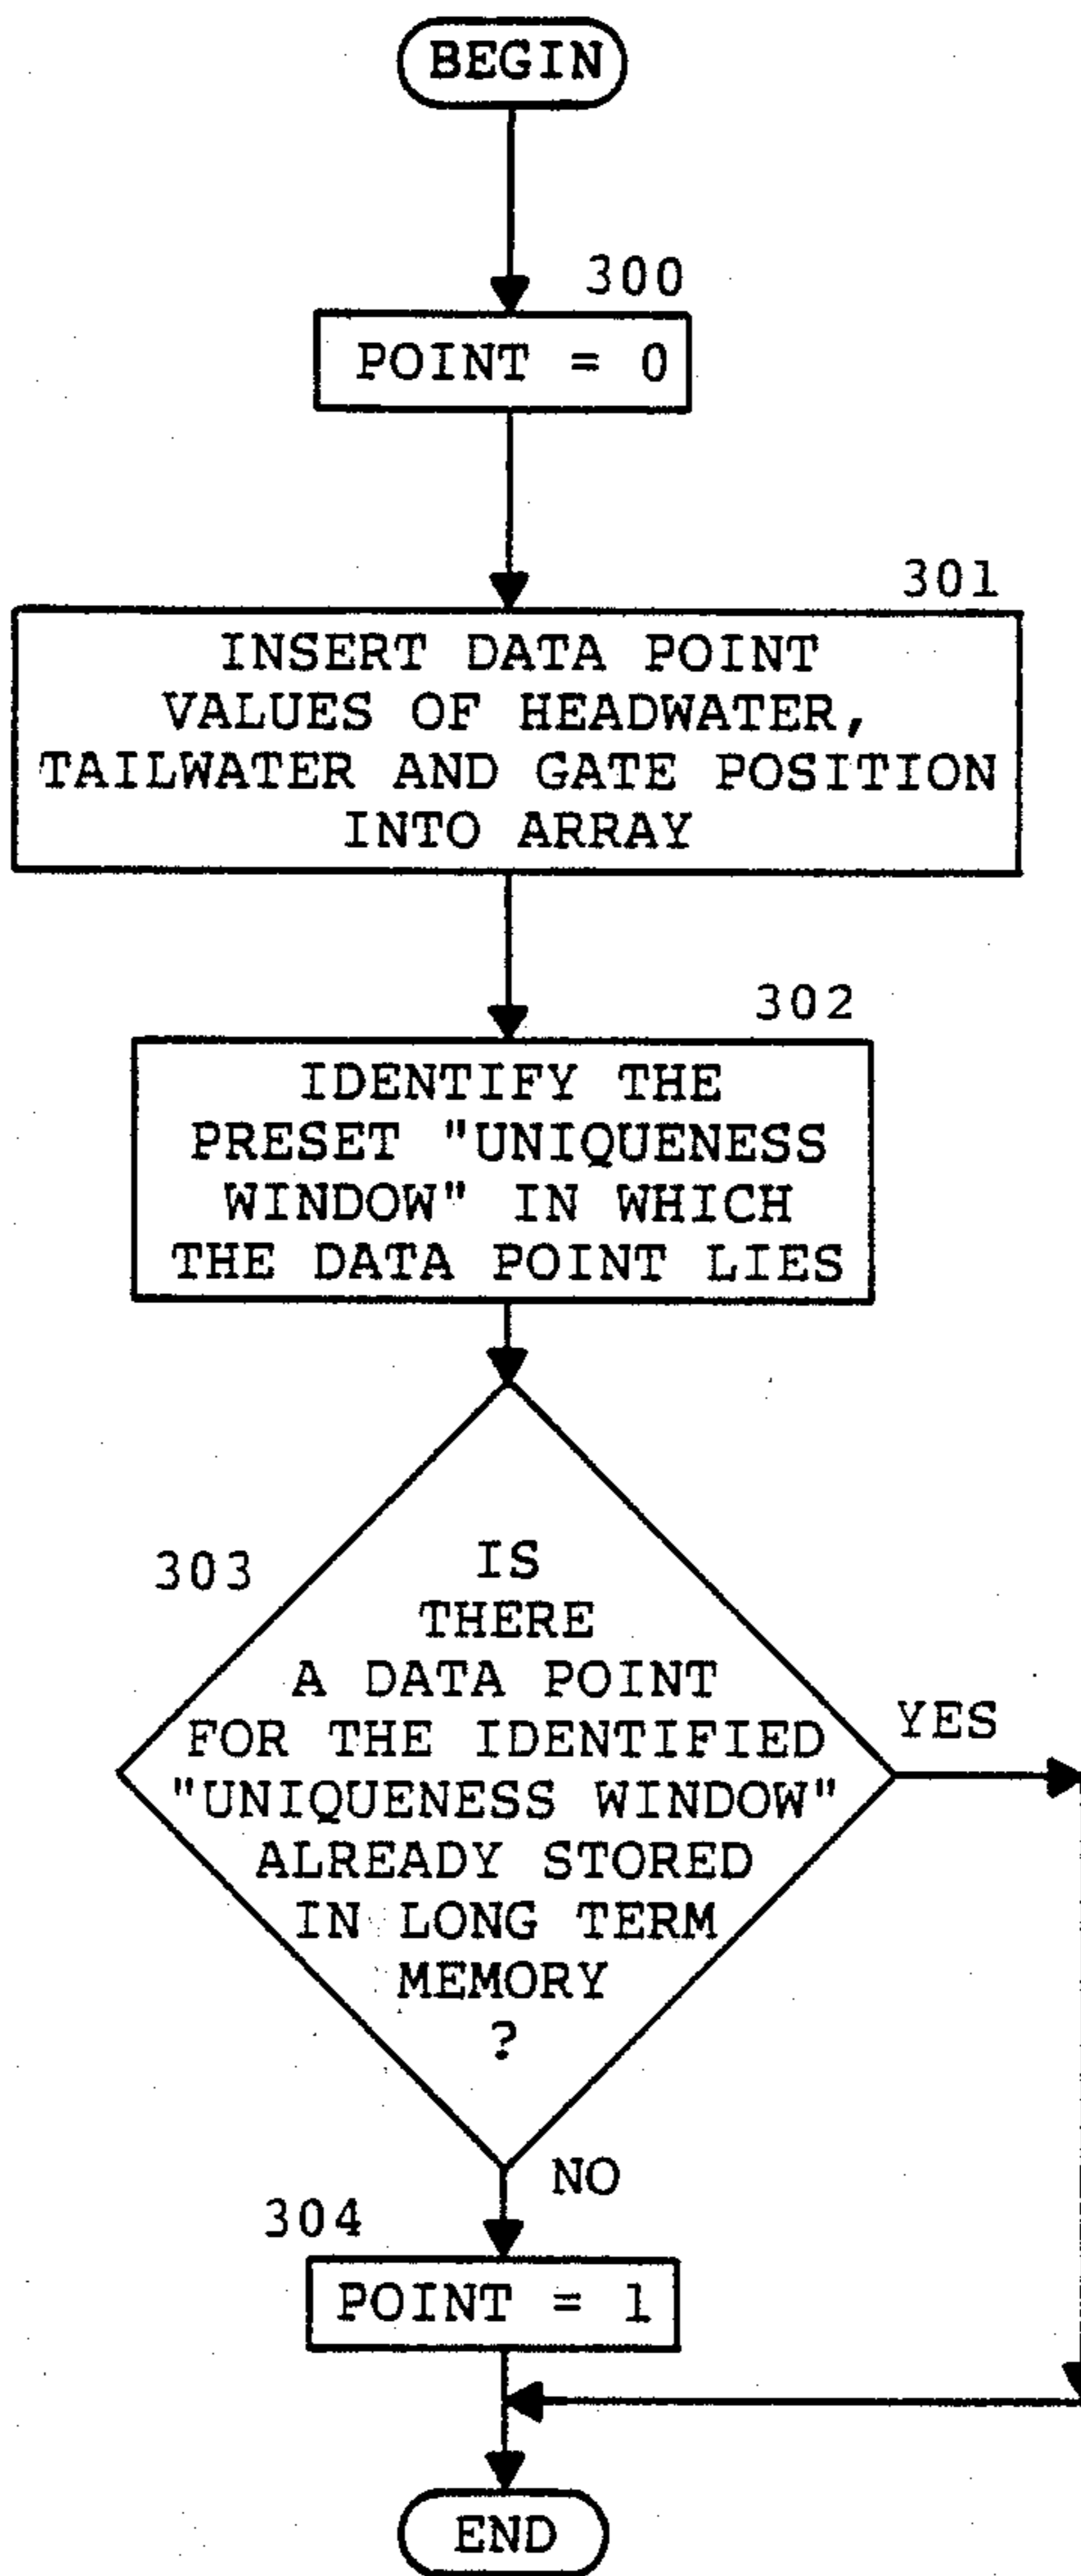 BEGIN
300
POINT = 0
301
INSERT DATA POINT
VALUES OF HEADWATER,
TAILWATER AND GATE POSITION
INTO ARRAY
302
IDENTIFY THE
PRESET "UNIQUENESS
WINDOW" IN WHICH
THE DATA POINT LIES
303
IS
THERE
A DATA POINT
FOR THE IDENTIFIED
"UNIQUENESS WINDOW"
ALREADY STORED
IN LONG TERM
MEMORY
?
YES
NO
304
POINT = 1
END